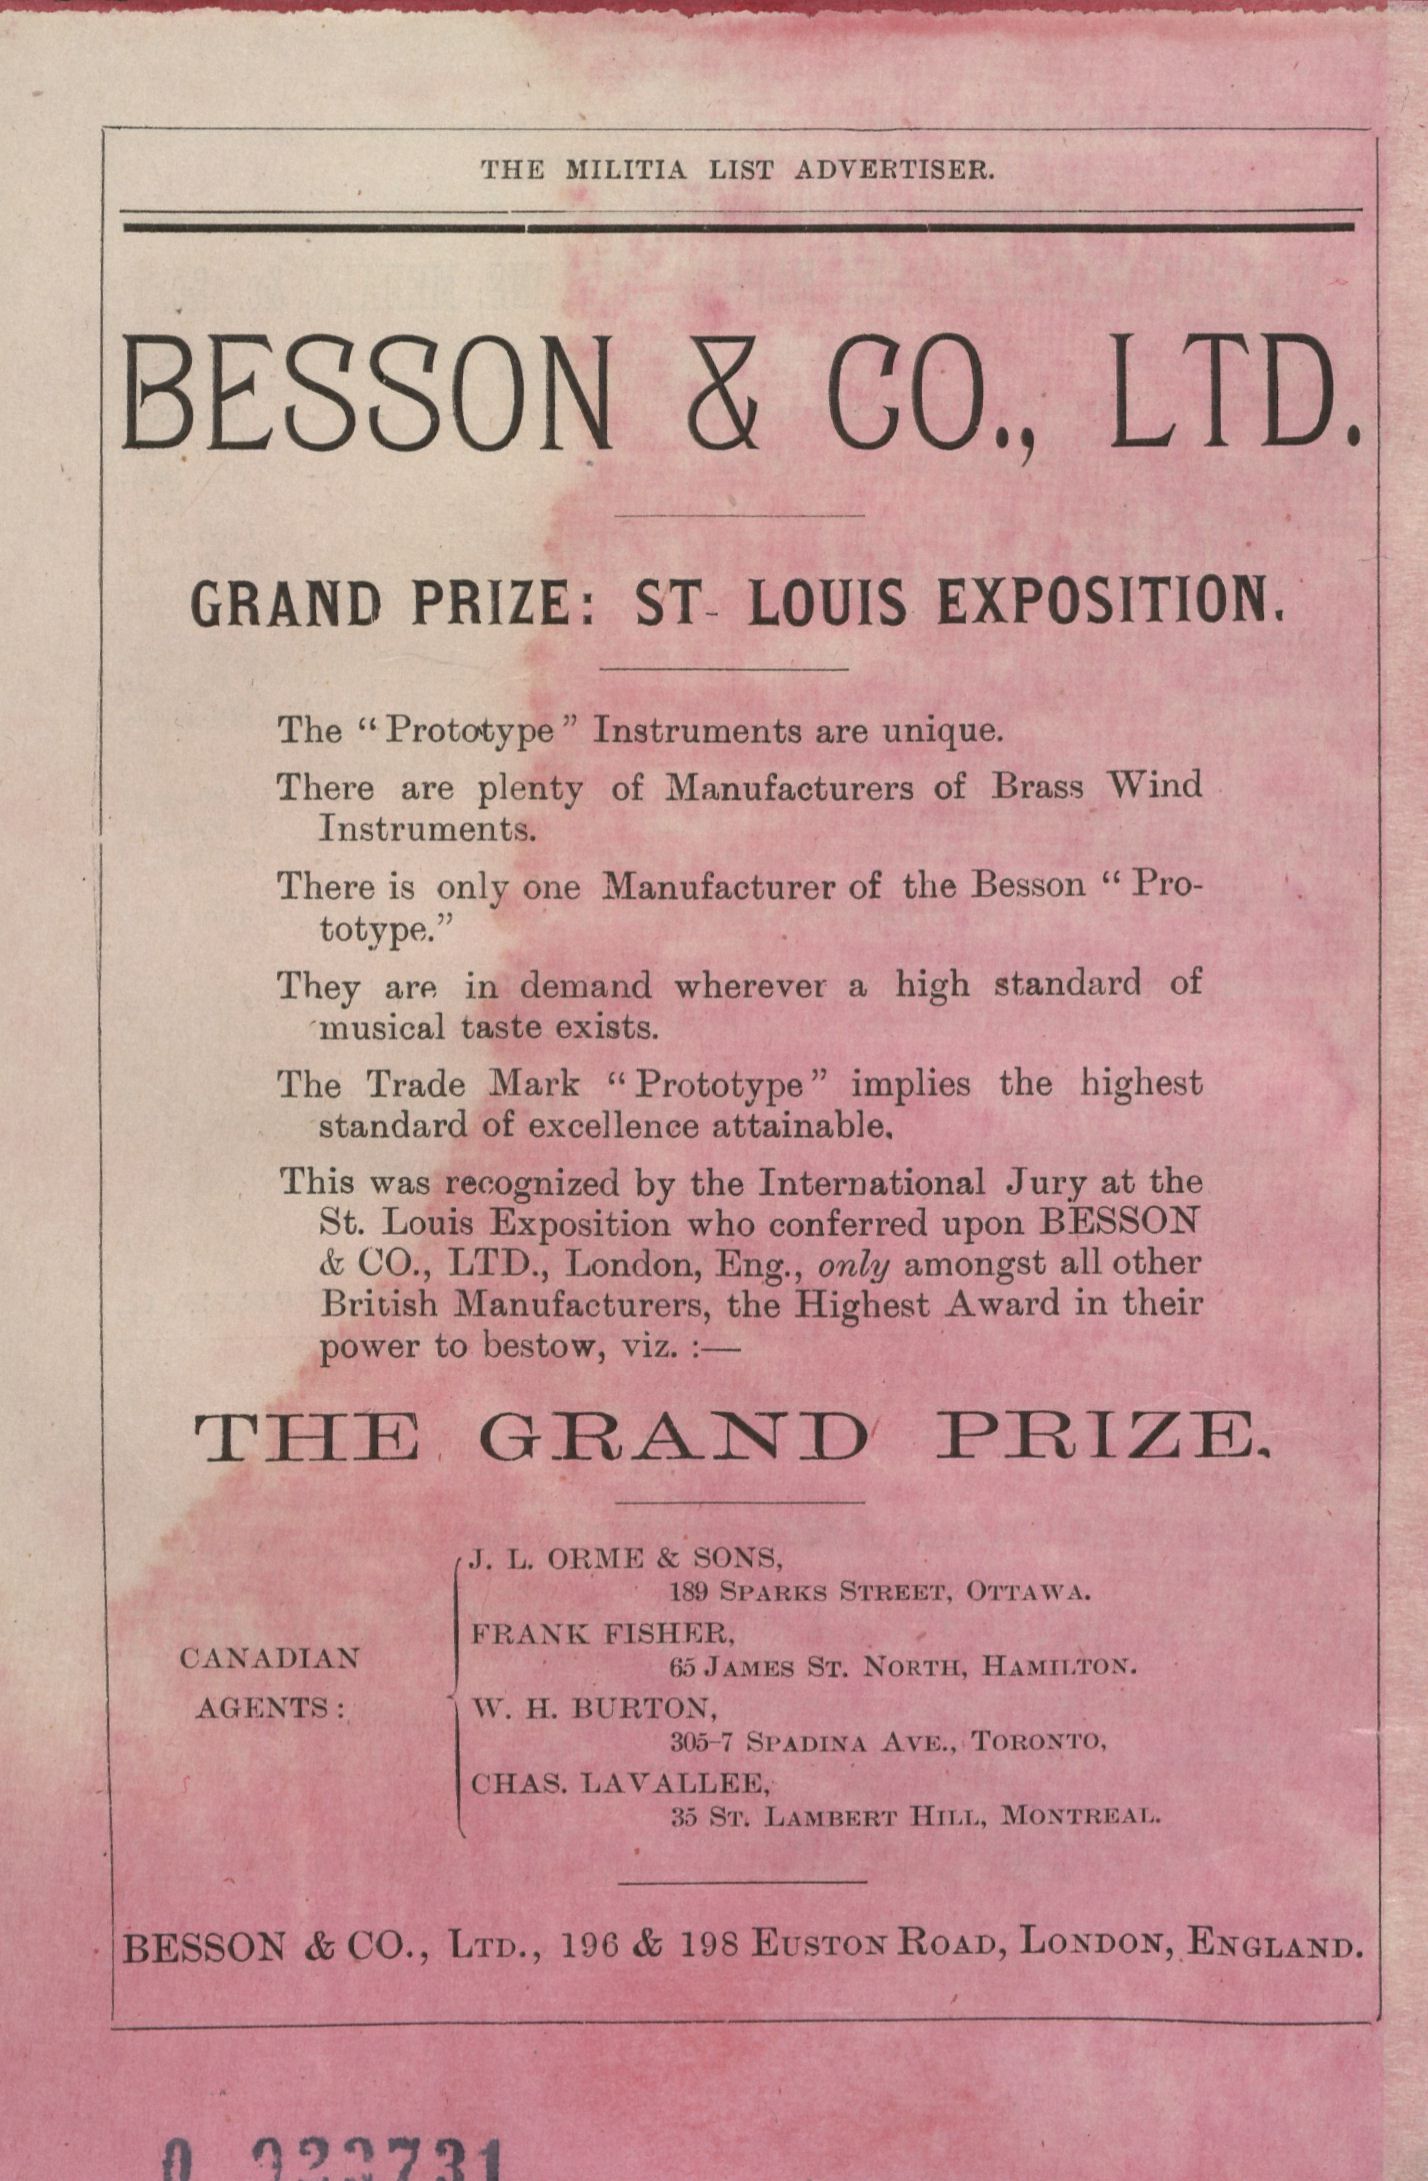 THE MILITIA LIST ADVERTISER.
BESSON & CO., LTD.
GRAND PRIZE: ST- LOUIS EXPOSITION.
The "Prototype" Instruments are unique.
There are plenty of Manufacturers of Brass Wind
Instruments.
There is only one Manufacturer of the Besson "Pro-
totype."
They are in demand wherever a high standard of
musical taste exists.
The Trade Mark "Prototype" implies the highest
standard of excellence attainable.
This was recognized by the International Jury at the
St. Louis Exposition who conferred upon BESSON
& CO., LTD., London, Eng., only amongst all other
British Manufacturers, the Highest Award in their
power to bestow, viz. :—
THE GRAND PRIZE.
CANADIAN
AGENTS:
J. L. ORME & SONS,
189 SPARKS STREET, OTTAWA.
FRANK FISHER,
65 JAMES ST. NORTH, HAMILTON.
W. H. BURTON,
305-7 SPADINA AVE., TORONTO,
CHAS. LAVALLEE,
35 ST. LAMBERT HILL, MONTREAL.
BESSON & CO., LTD., 196 & 198 EUSTON ROAD, LONDON, ENGLAND.